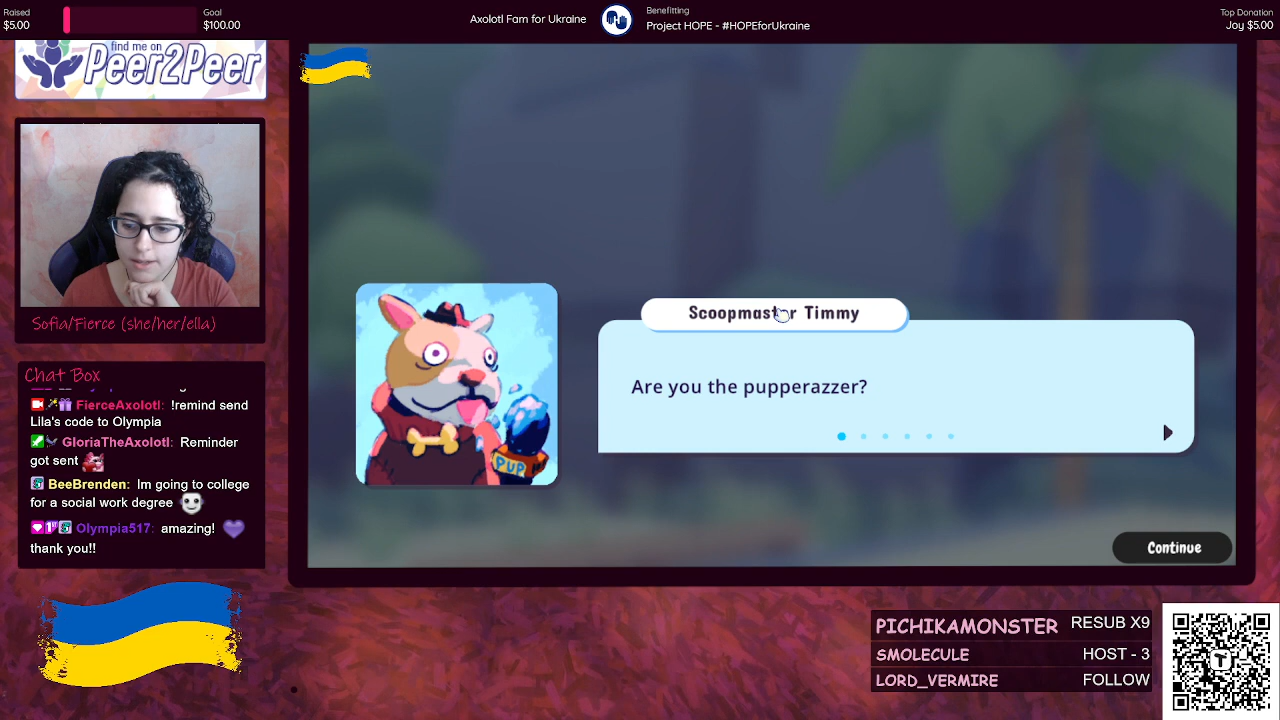 Raised
$5.00
Goal
$100.00
Axolotl Fam for Ukraine
Benefitting
Project HOPE - #HOPEforUkraine
Top Donation
Joy $5.00
find me on
Peer2Peer
Sofia/Fierce (she/her/ella)
Chat Box
FierceAxolotl: !remind send
Lila's code to Olympia
GloriaTheAxolotl: Reminder
got sent
BeeBrenden: Im going to college
for a social work degree
Olympia517: amazing!
thank you!!
Scoopmaster Timmy
Are you the pupperazzer?
PUP
Continue
PICHIKAMONSTER RESUB X9
SMOLECULE HOST - 3
LORD_VERMIRE FOLLOW
T